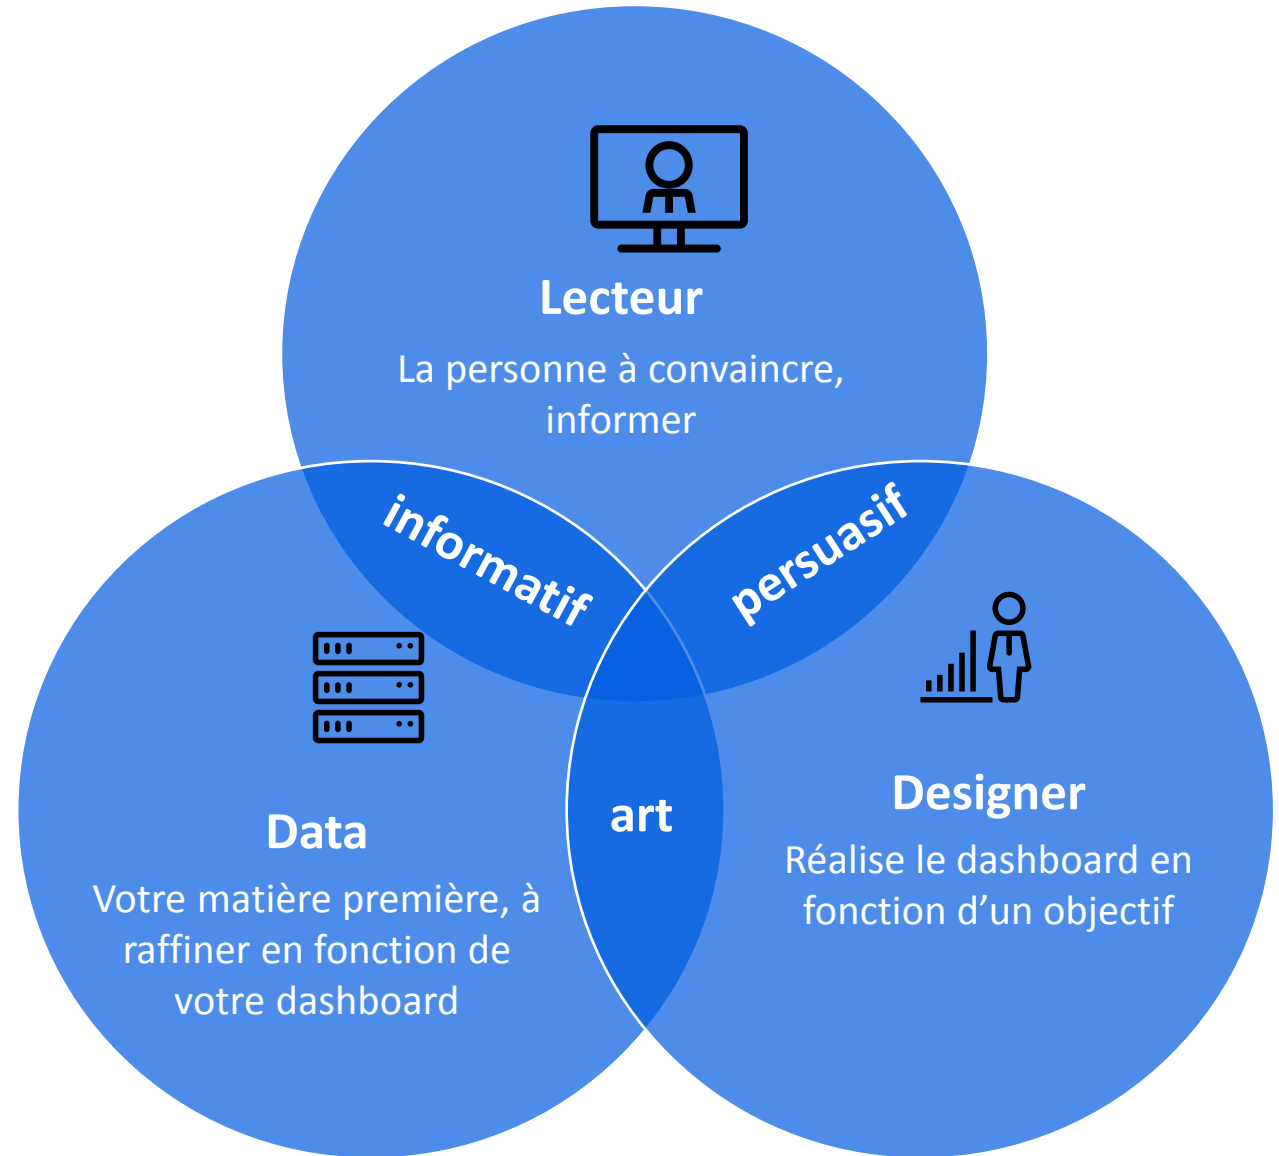 Lecteur
La personne à convaincre,
informer
informatif
persuasif
Data
Votre matière première, à
raffiner en fonction de
votre dashboard
art
Designer
Réalise le dashboard en
fonction d’un objectif